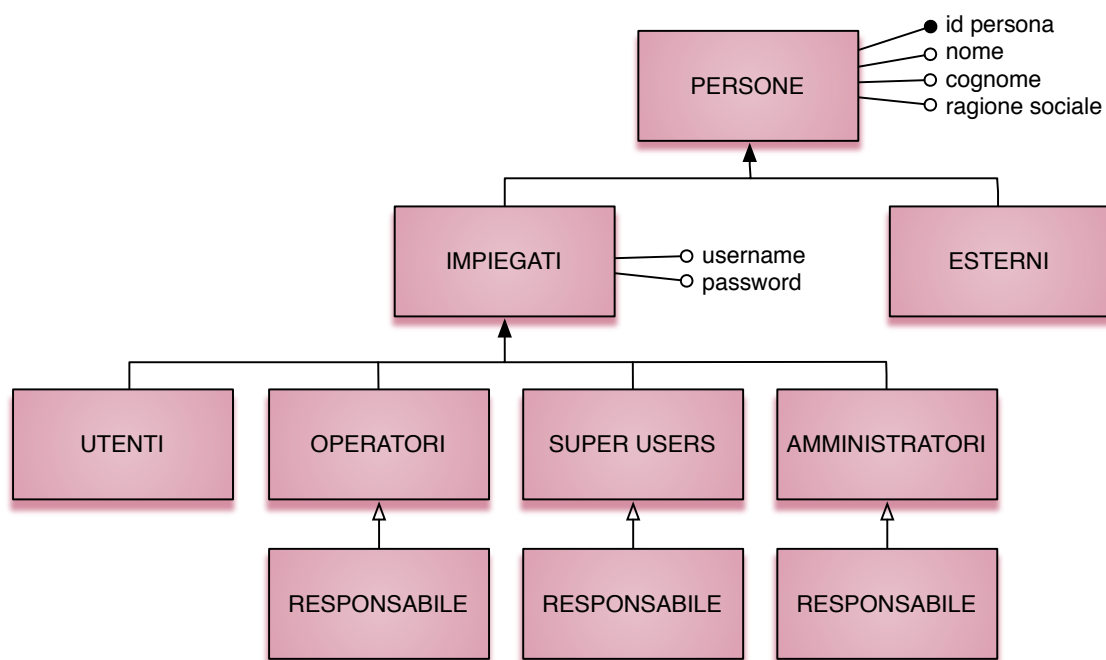 id persona
nome
PERSONE
cognome
ragione sociale
IMPIEGATI
username
password
ESTERNI
UTENTI
OPERATORI
SUPER USERS
AMMINISTRATORI
RESPONSABILE
RESPONSABILE
RESPONSABILE